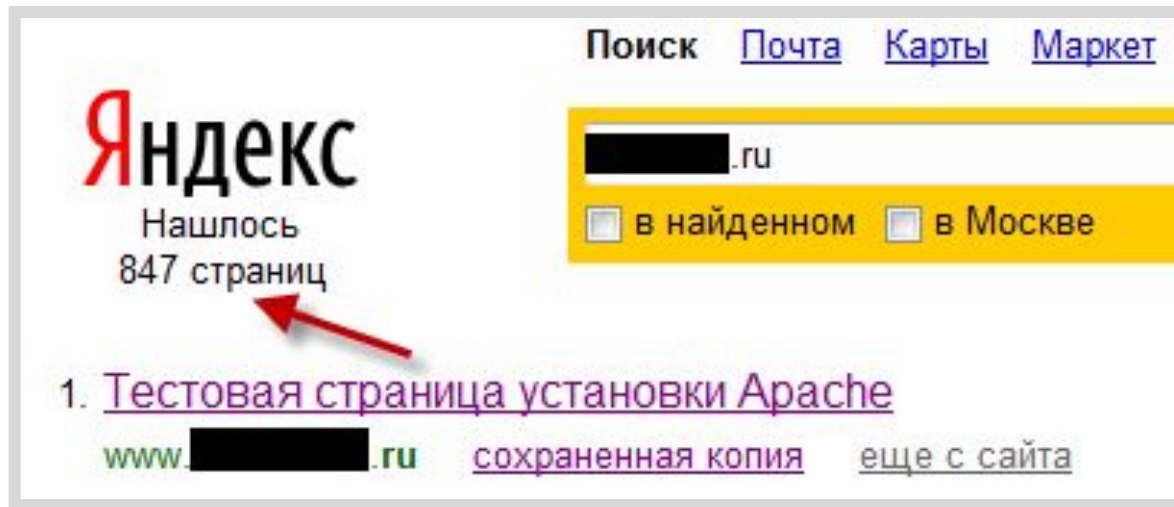 Поиск Почта Карты Маркет
Яндекс
.ru
Нашлось
847 страниц
в найденном в Москве
1. Тестовая страница установки Apache
www. .ru сохраненная копия еще с сайта